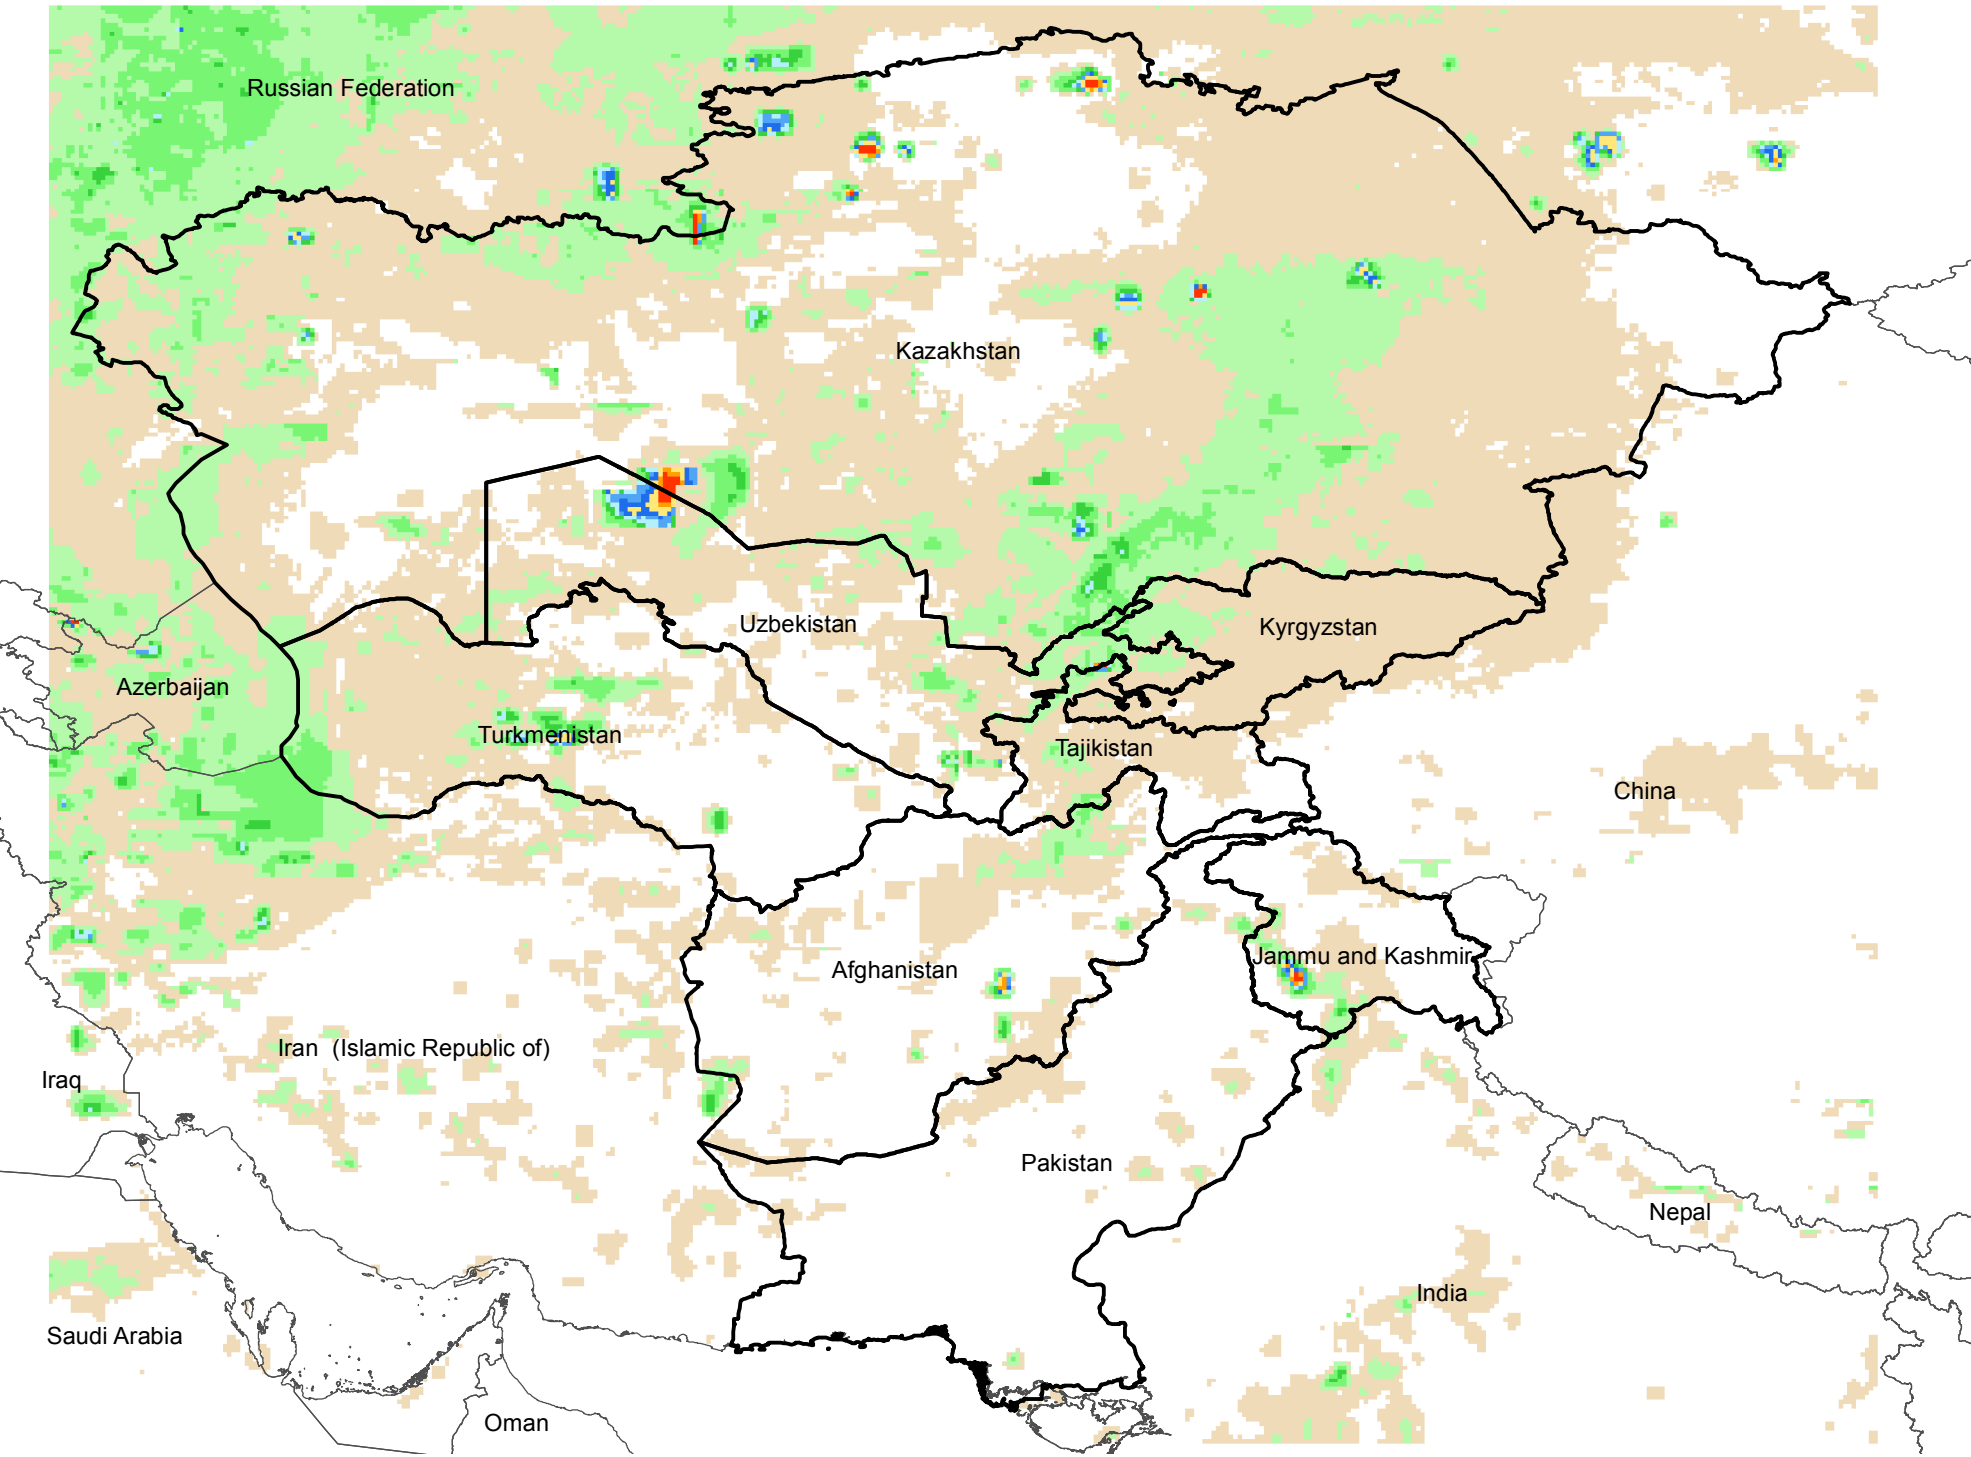 Russian Federation
Kazakhstan
Uzbekistan
Kyrgyzstan
Azerbaijan
Turkmenistan
Tajikistan
China
Jammu and Kashmir
Afghanistan
Iran  (Islamic Republic of)
Iraq
Pakistan
Nepal
India
Saudi Arabia
Oman